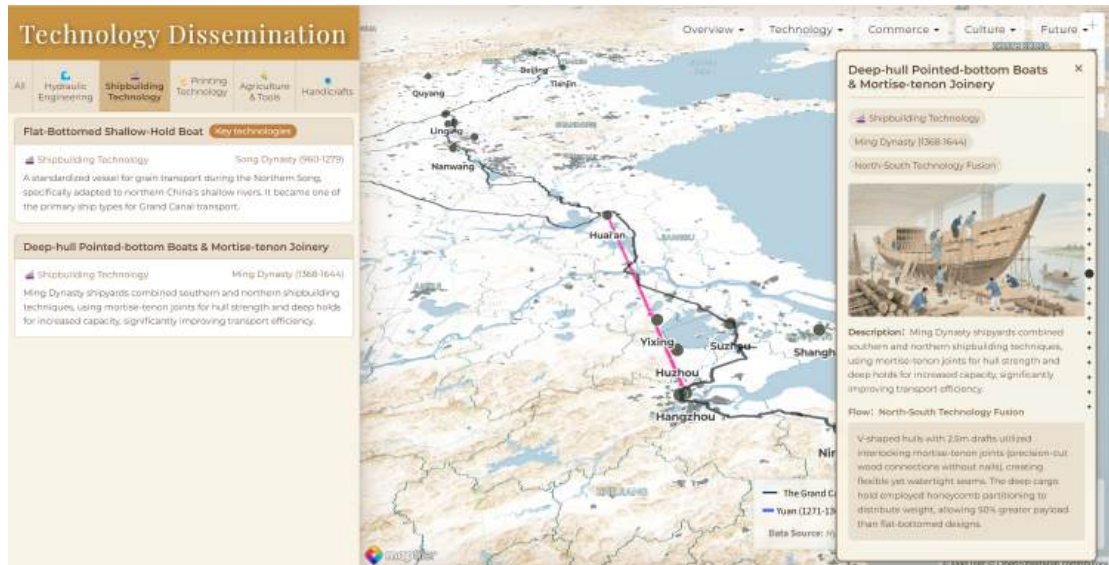 Technology Dissemination
All
Hydraulic
Engineering
Shipbuilding
Technology
Printing
Technology
Agriculture
& Tools
Handicrafts
Flat-Bottomed Shallow-Hold Boat Key technologies
Shipbuilding Technology Song Dynasty (960-1279)
A standardized vessel for grain transport during the Northern Song,
specifically adapted to northern China's shallow rivers. It became one of
the primary ship types for Grand Canal transport.
Deep-hull Pointed-bottom Boats & Mortise-tenon Joinery
Shipbuilding Technology Ming Dynasty (1368-1644)
Ming Dynasty shipyards combined southern and northern shipbuilding
techniques, using mortise-tenon joints for hull strength and deep holds
for increased capacity, significantly improving transport efficiency.
Overview Technology Commerce Culture Future
Beijing
Tianjin
Quyang
Linqing
Nanwang
Huai'an
Yixing
Suzhou
Shangh
Huzhou
Hangzhou
Nin
ZHEJIANG
The Grand Ca
Yuan (1271-13
Data Source: Hy
Deep-hull Pointed-bottom Boats
& Mortise-tenon Joinery
×
Shipbuilding Technology
Ming Dynasty (1368-1644)
North-South Technology Fusion
Description: Ming Dynasty shipyards combined
southern and northern shipbuilding techniques,
using mortise-tenon joints for hull strength and
deep holds for increased capacity, significantly
improving transport efficiency.
Flow: North-South Technology Fusion
V-shaped hulls with 2.5m drafts utilized
interlocking mortise-tenon joints (precision-cut
wood connections without nails), creating
flexible yet watertight seams. The deep cargo
hold employed honeycomb partitioning to
distribute weight, allowing 50% greater payload
than flat-bottomed designs.